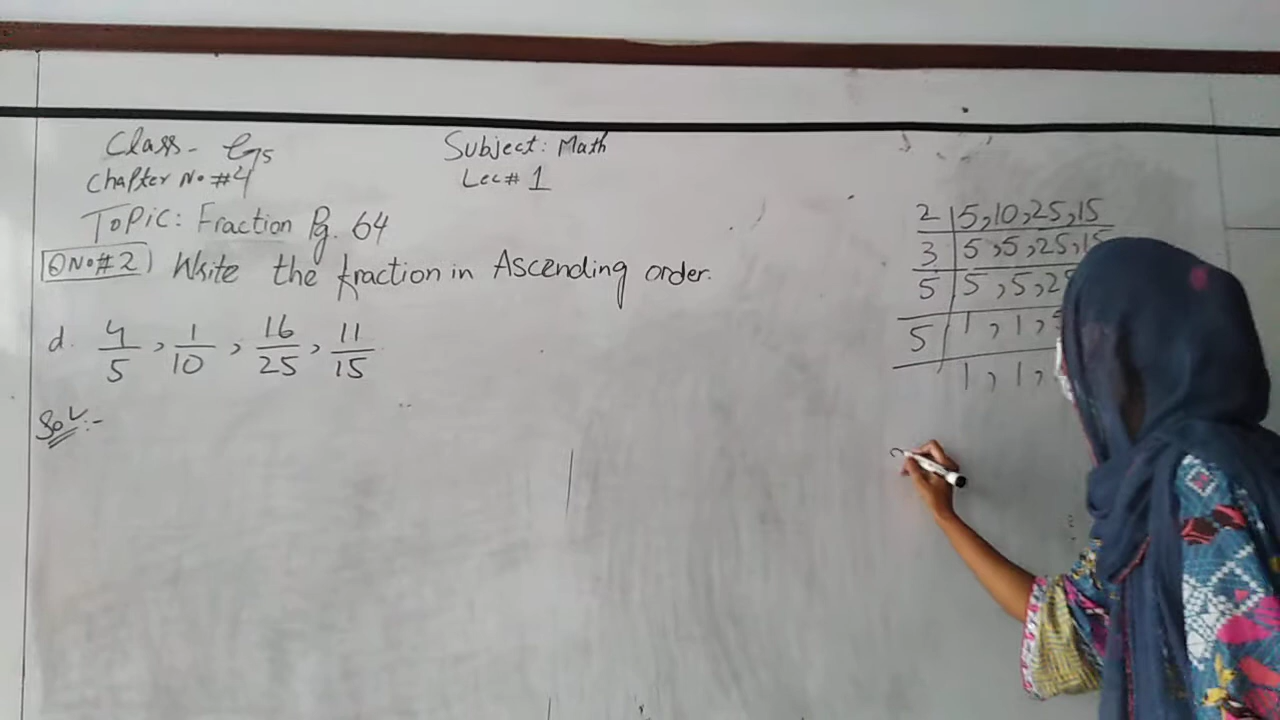 Class-
Subject: Math
Chapter No #4
Lec# 1
Topic: Fraction Pg. 64
QNo#2) Write the fraction in Ascending order.
d. 4/5, 1/10, 16/25, 11/15
Sol:-
2 | 5,10,25,15
3 | 5,5,25,15
5 | 5,5,2
5 | 1,1,
1,1,